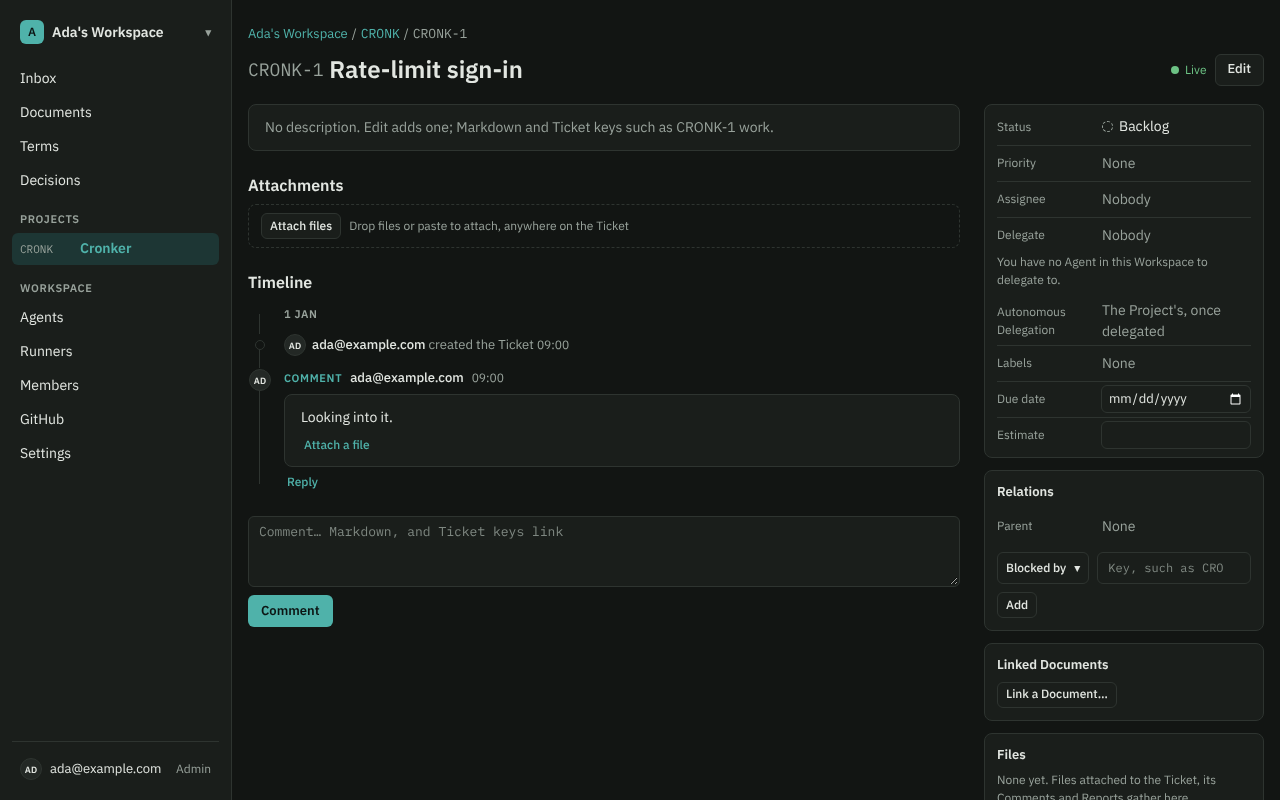 A Ada's Workspace ▾
Inbox
Documents
Terms
Decisions
PROJECTS
CRONK Cronker
WORKSPACE
Agents
Runners
Members
GitHub
Settings
AD ada@example.com Admin
Ada's Workspace / CRONK / CRONK-1
CRONK-1 Rate-limit sign-in
Live Edit
No description. Edit adds one; Markdown and Ticket keys such as CRONK-1 work.
Attachments
Attach files Drop files or paste to attach, anywhere on the Ticket
Timeline
1 JAN
AD ada@example.com created the Ticket 09:00
AD COMMENT ada@example.com 09:00
Looking into it.
Attach a file
Reply
Comment… Markdown, and Ticket keys link
Comment
Status Backlog
Priority None
Assignee Nobody
Delegate Nobody
You have no Agent in this Workspace to
delegate to.
Autonomous Delegation The Project's, once delegated
Labels None
Due date mm/dd/yyyy
Estimate
Relations
Parent None
Blocked by ▾ Key, such as CRO
Add
Linked Documents
Link a Document…
Files
None yet. Files attached to the Ticket, its
Comments and Reports gather here.